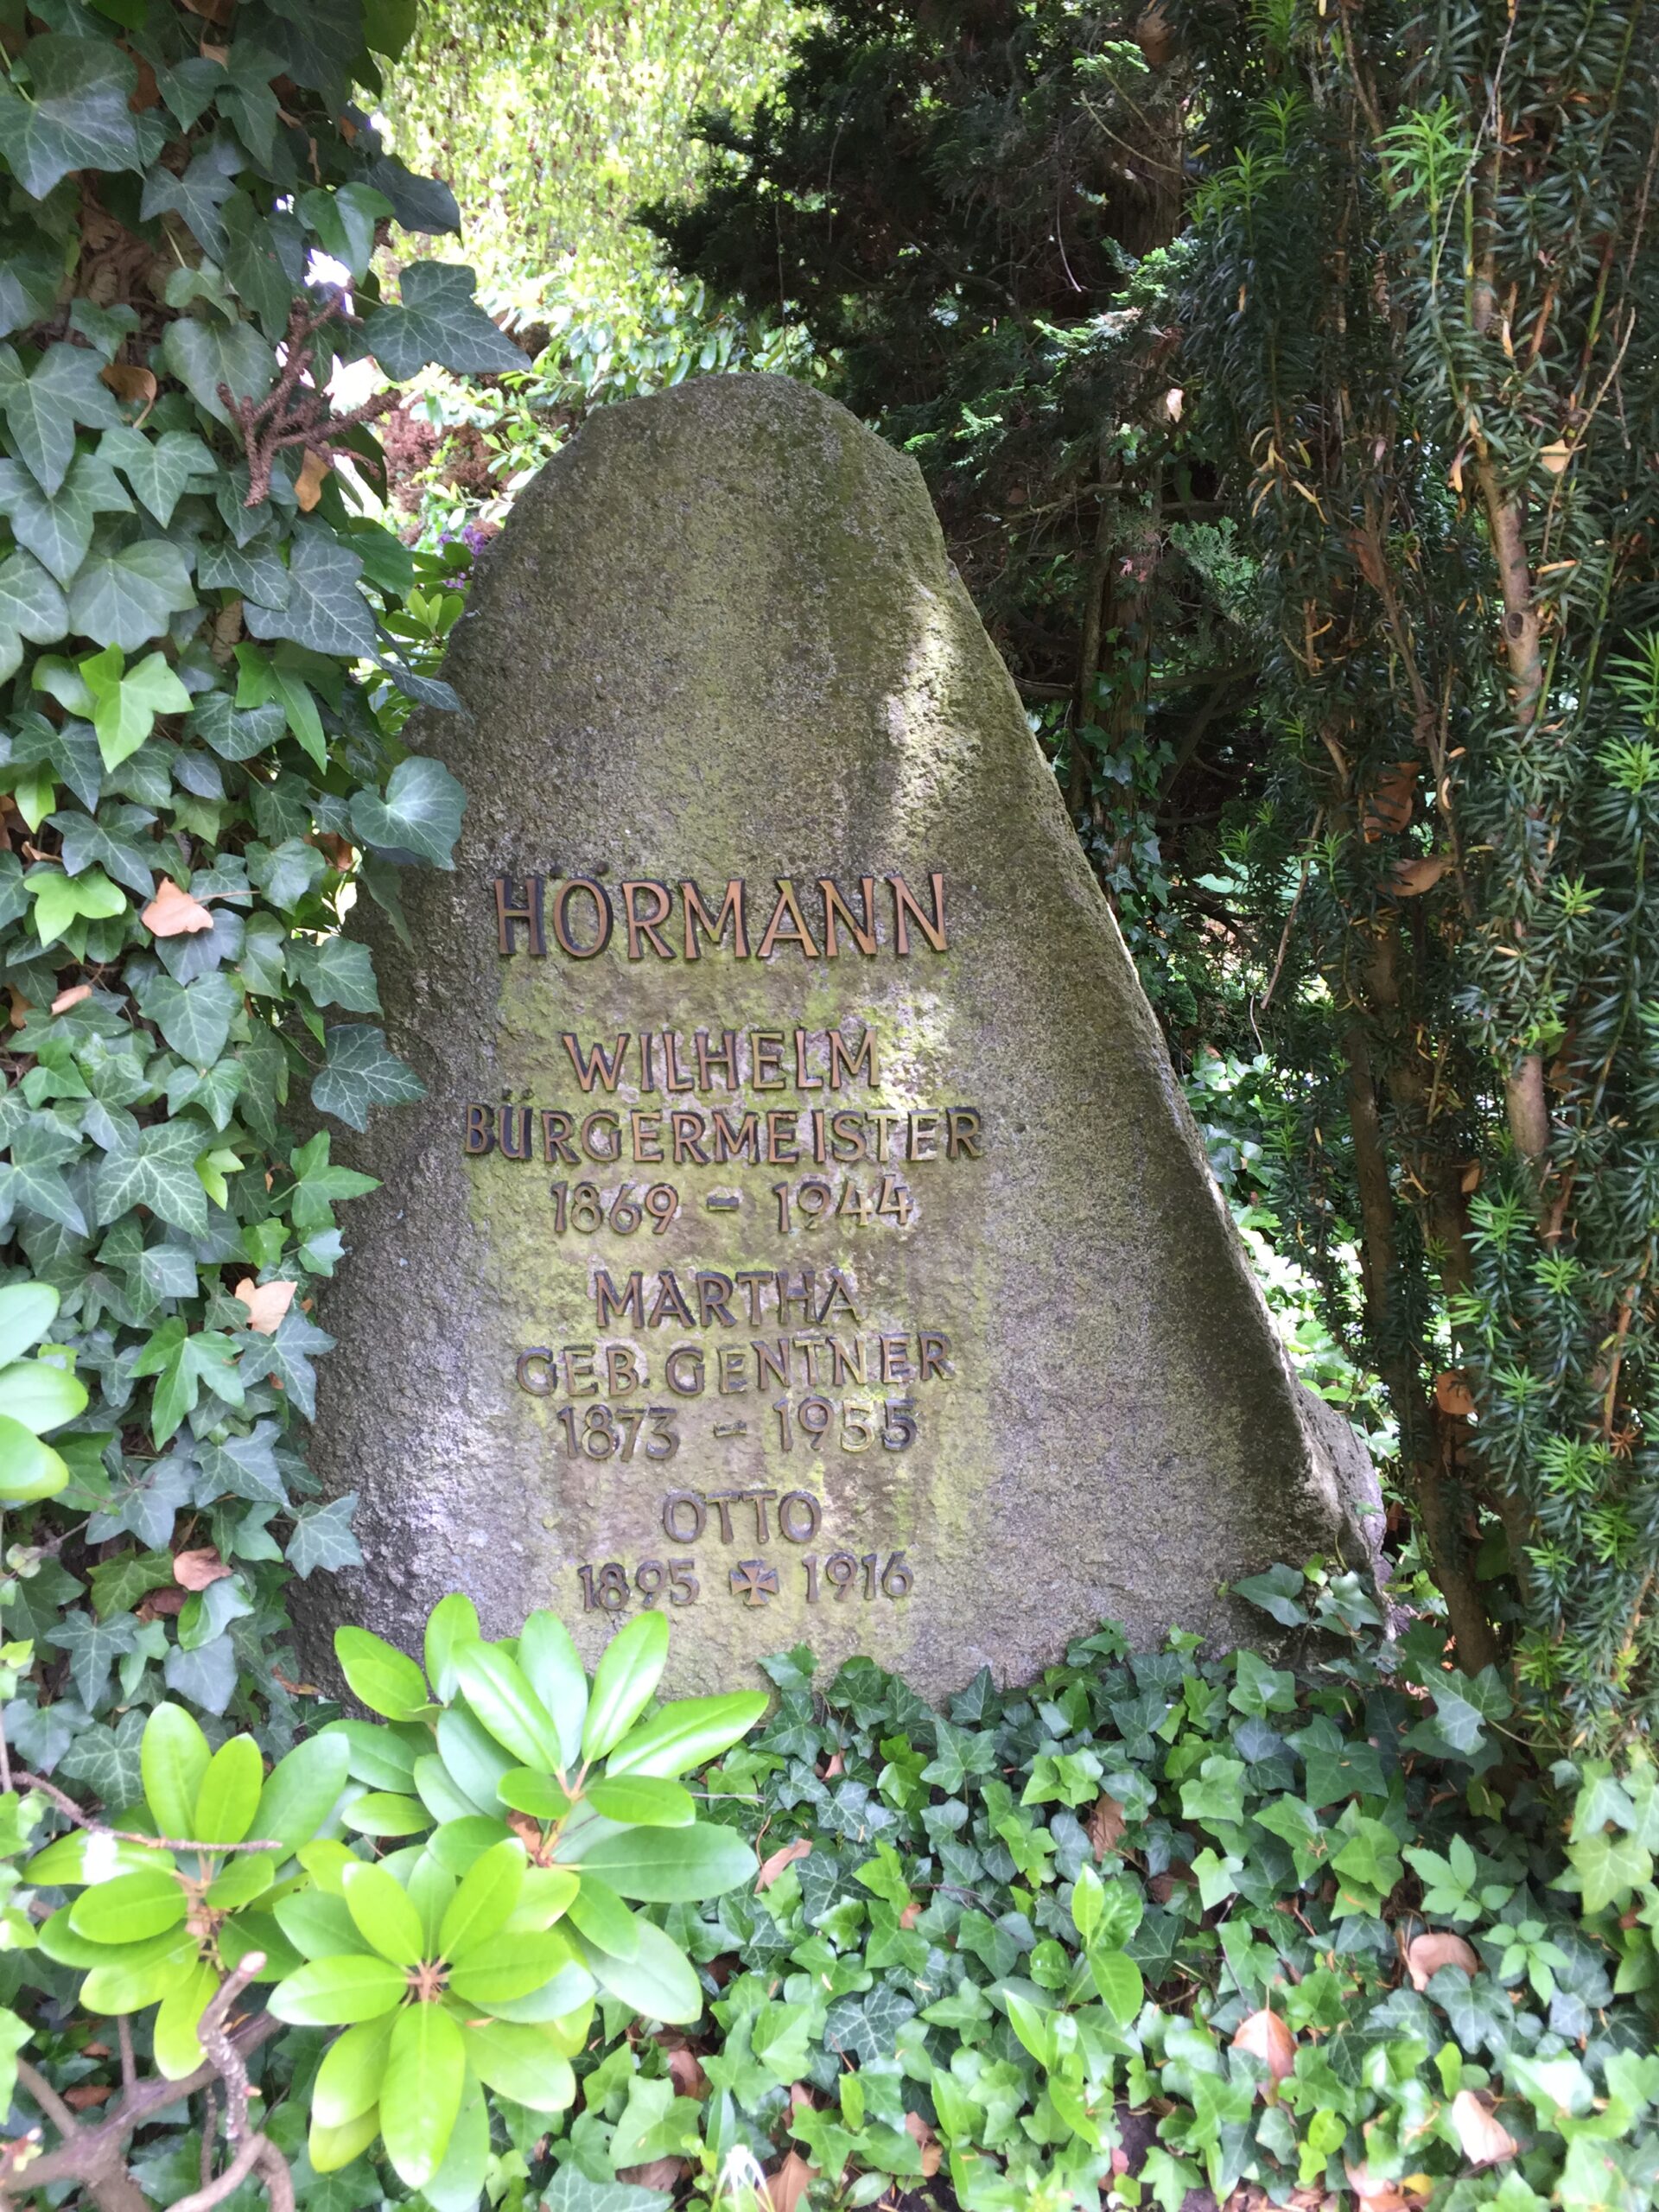 HÖRMANN
WILHELM
BÜRGERMEISTER
1869 - 1944
MARTHA
GEB. GENTNER
1873 - 1955
OTTO
1895 ✠ 1916